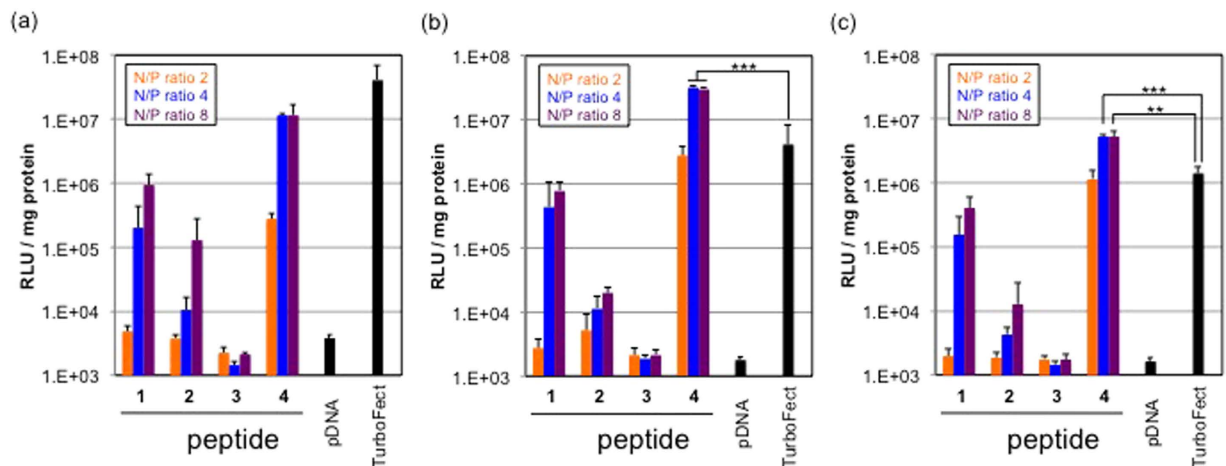 (a)
1.E+08
1.E+07
1.E+06
1.E+05
1.E+04
1.E+03
RLU / mg protein
N/P ratio 2
N/P ratio 4
N/P ratio 8
1 2 3 4
peptide
pDNA
TurboFect
(b)
1.E+08
1.E+07
1.E+06
1.E+05
1.E+04
1.E+03
RLU / mg protein
N/P ratio 2
N/P ratio 4
N/P ratio 8
***
1 2 3 4
peptide
pDNA
TurboFect
(c)
1.E+08
1.E+07
1.E+06
1.E+05
1.E+04
1.E+03
RLU / mg protein
N/P ratio 2
N/P ratio 4
N/P ratio 8
***
**
1 2 3 4
peptide
pDNA
TurboFect